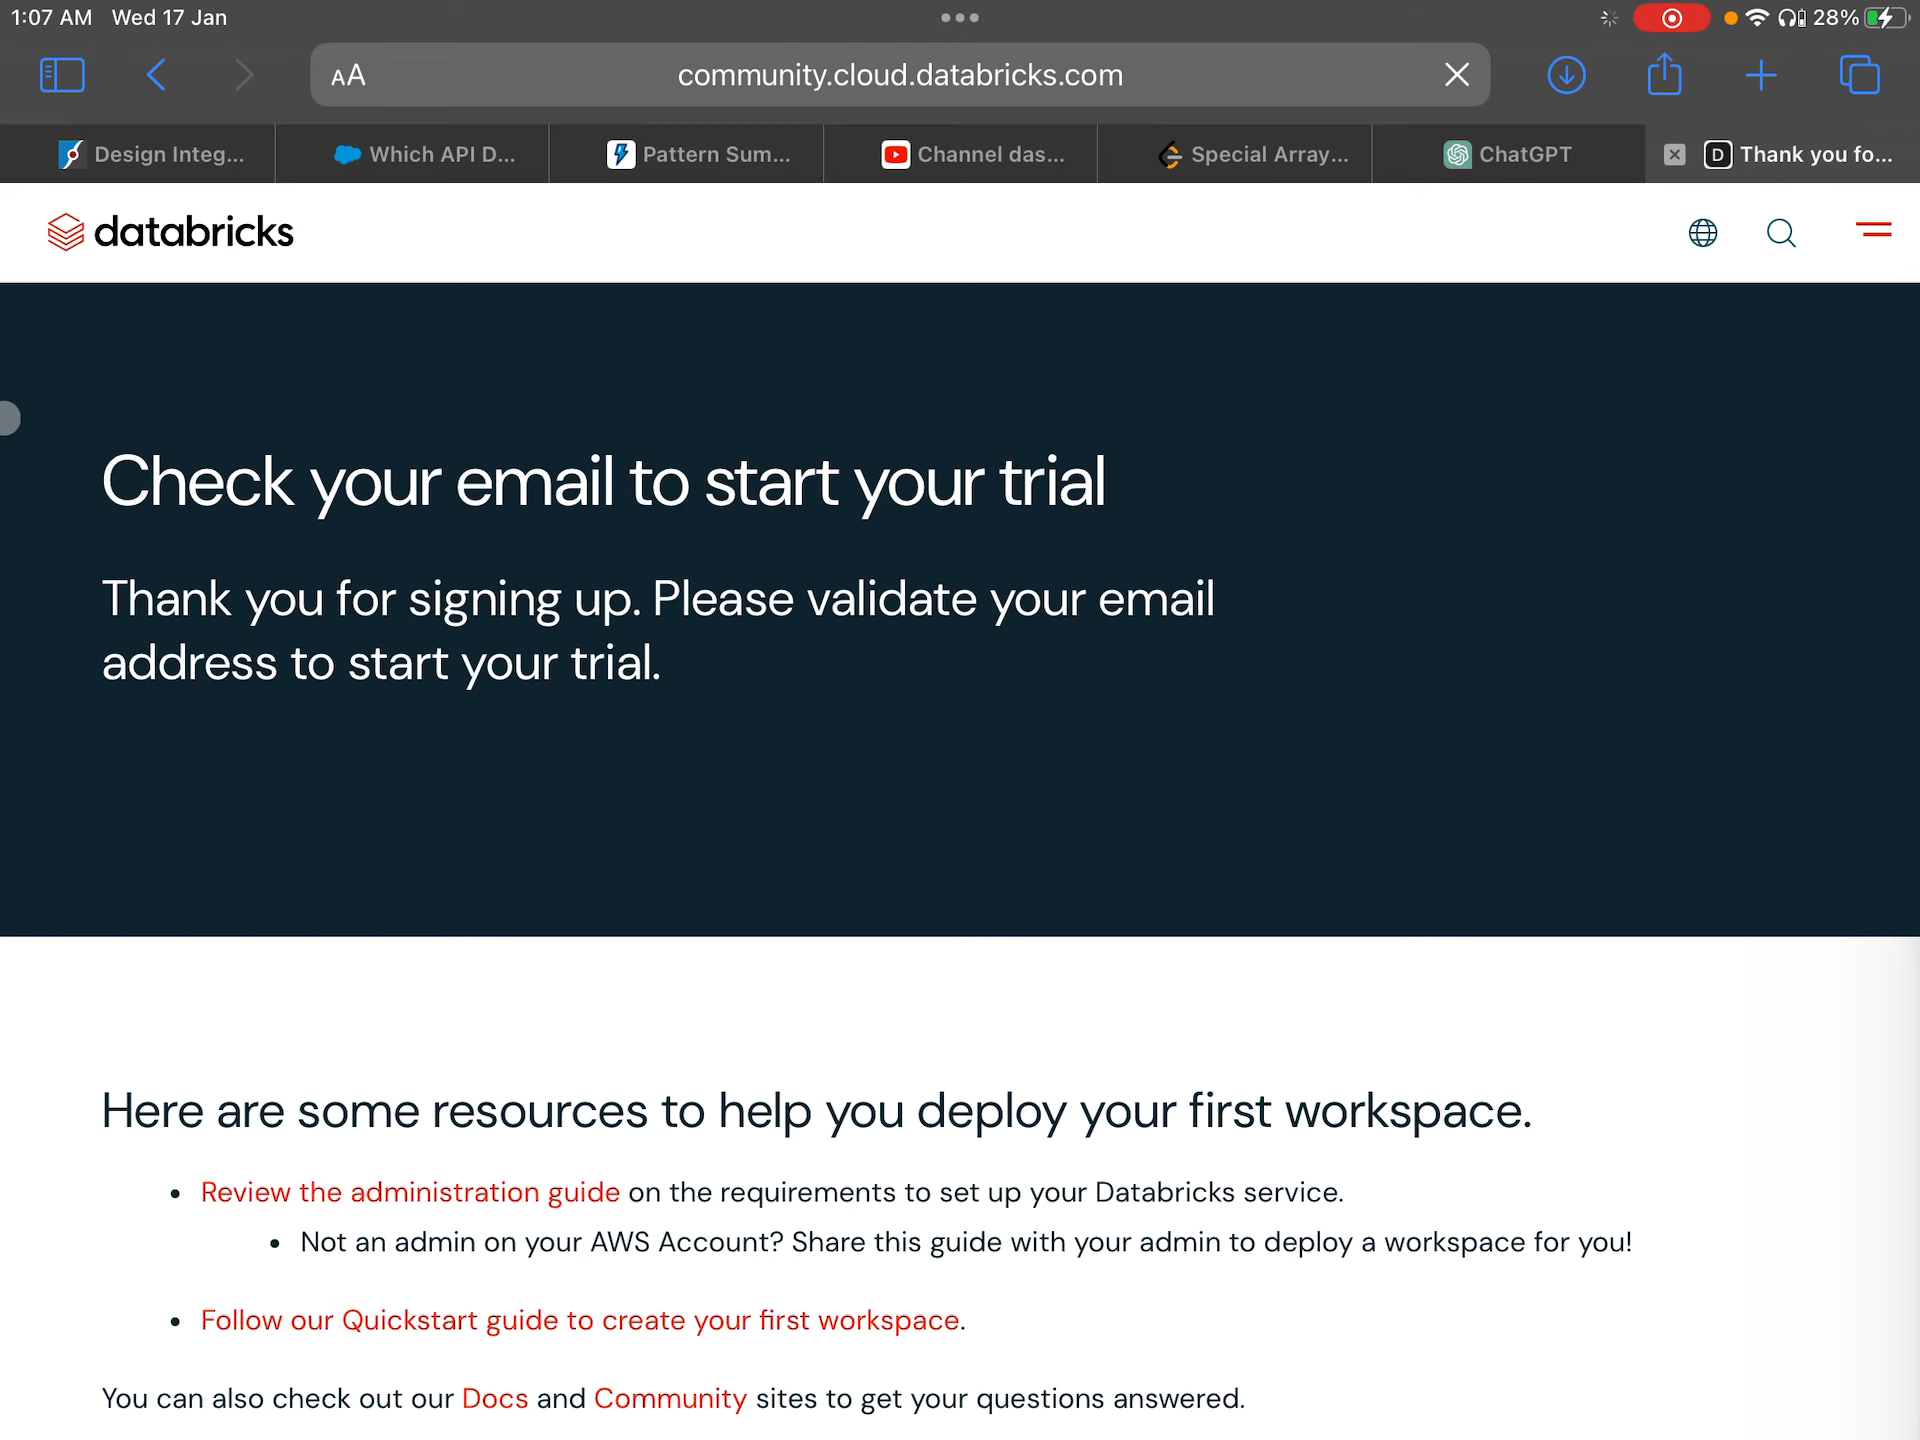 1:07 AM Wed 17 Jan
28%
AA community.cloud.databricks.com
Design Integ... Which API D... Pattern Sum... Channel das... Special Array... ChatGPT D Thank you fo...
databricks
Check your email to start your trial
Thank you for signing up. Please validate your email
address to start your trial.
Here are some resources to help you deploy your first workspace.
• Review the administration guide on the requirements to set up your Databricks service.
• Not an admin on your AWS Account? Share this guide with your admin to deploy a workspace for you!
• Follow our Quickstart guide to create your first workspace.
You can also check out our Docs and Community sites to get your questions answered.